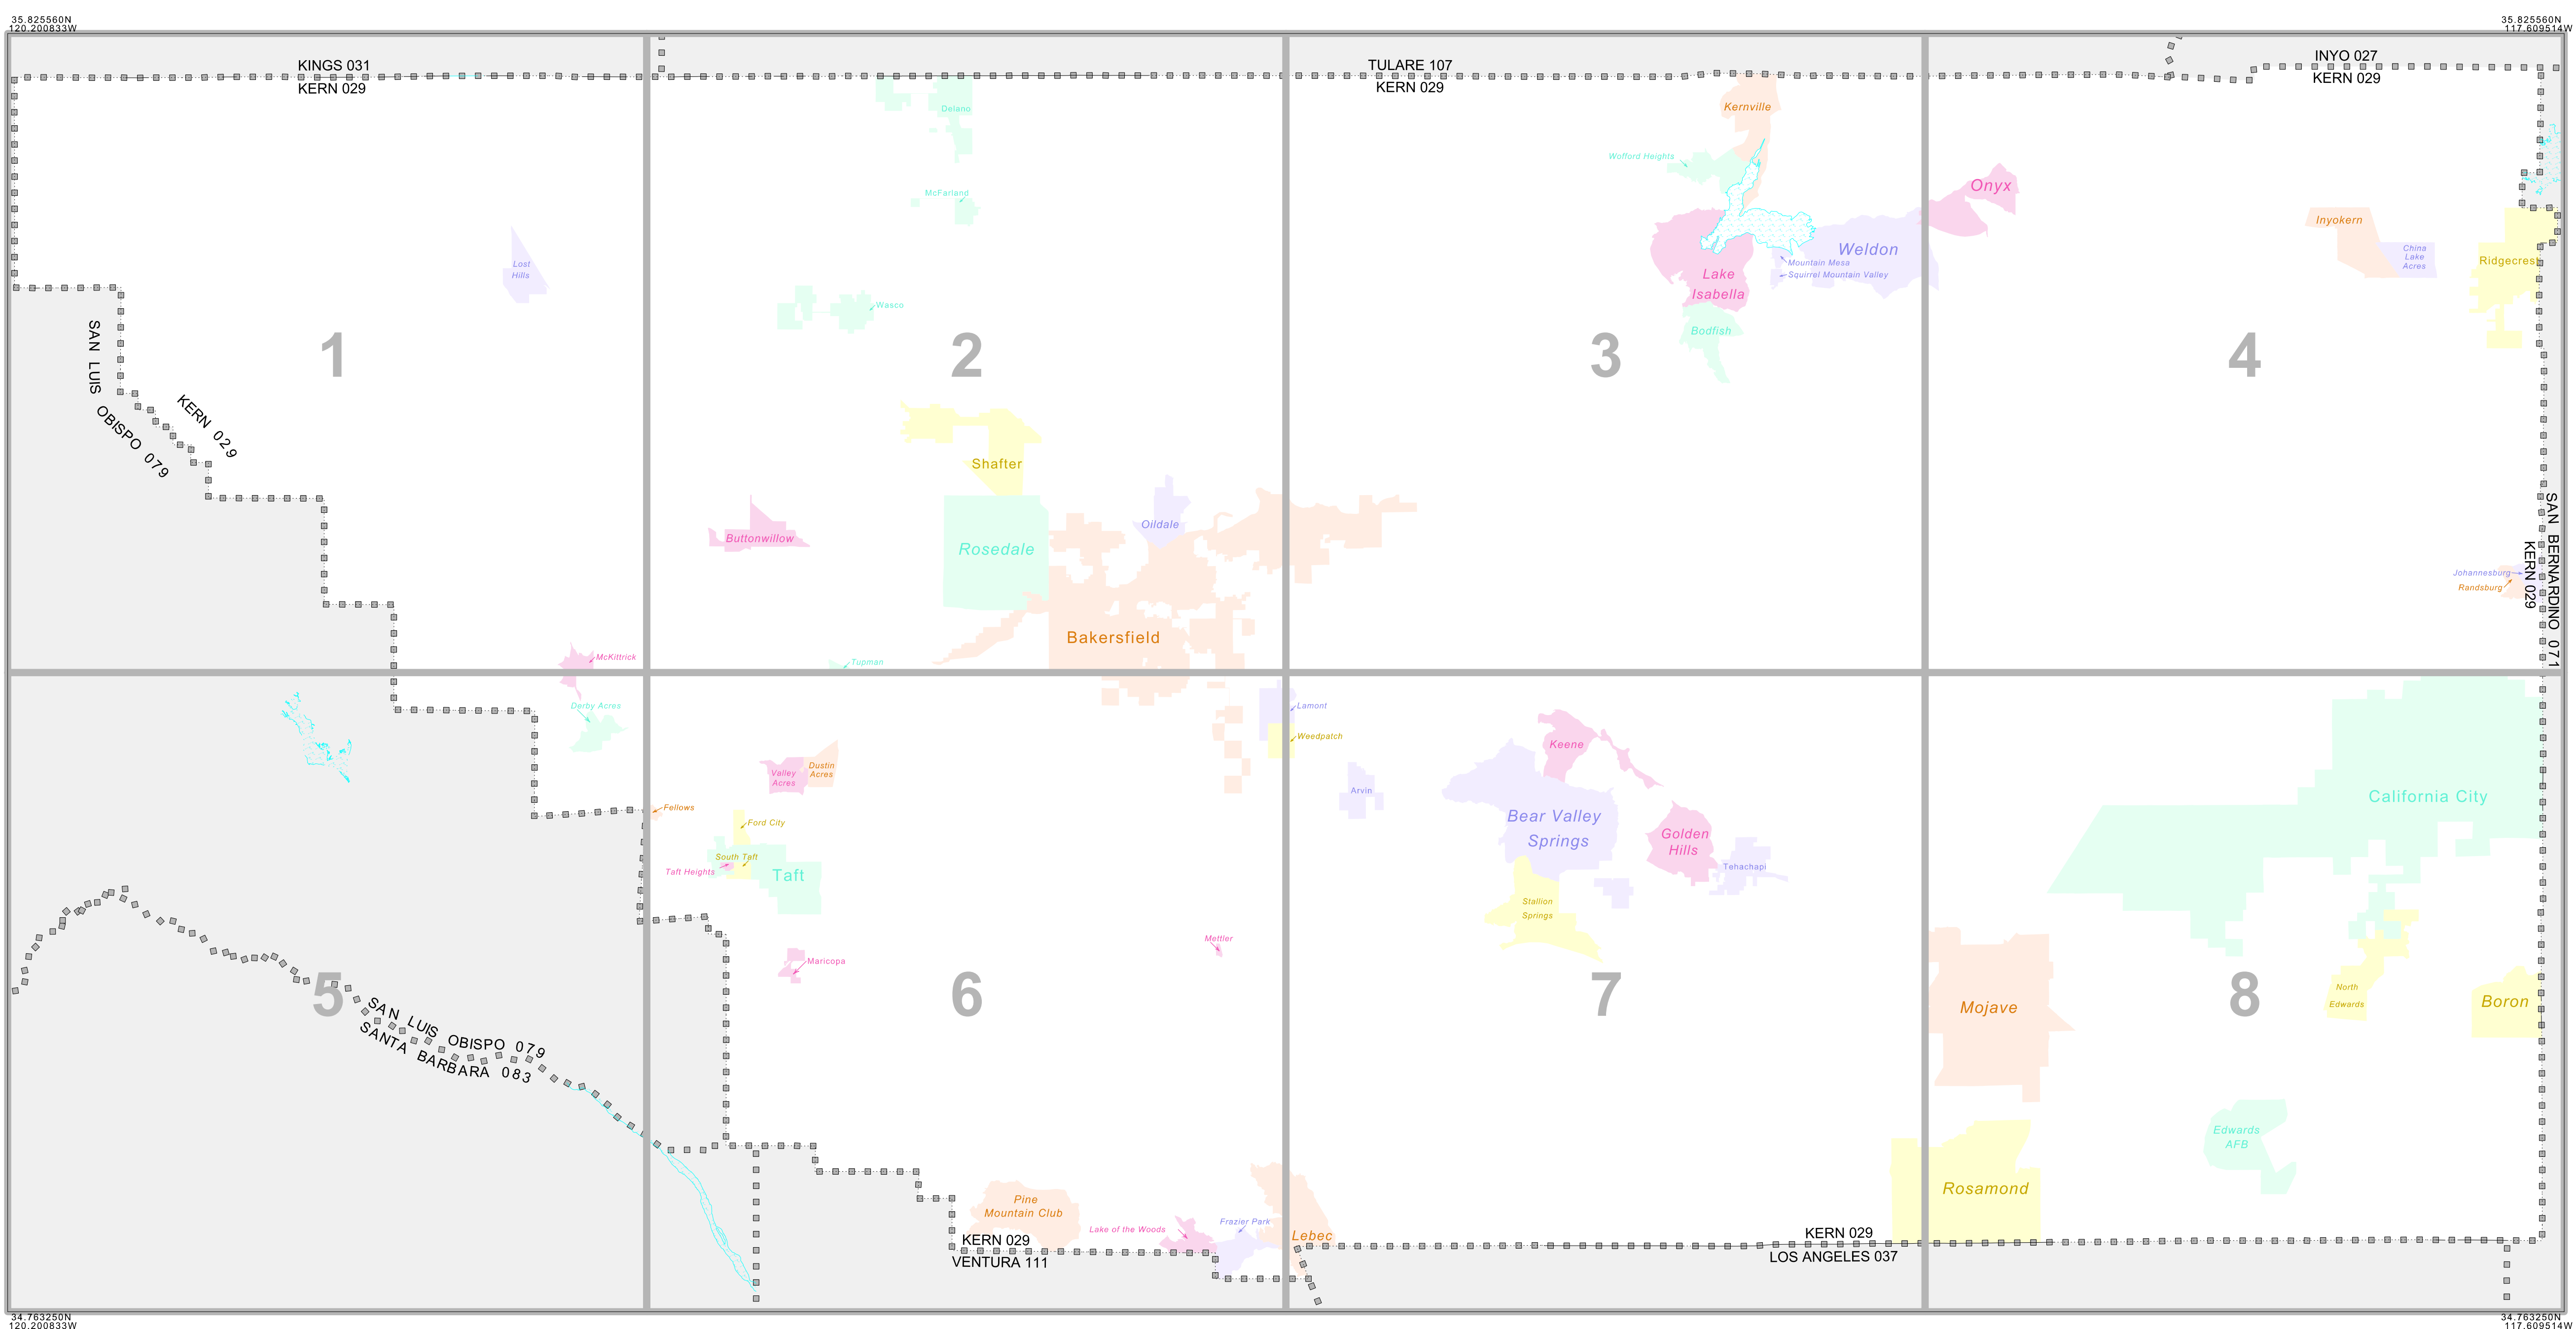 35.825560N
120.200833W
35.825560N
117.609514W
KINGS 031
KERN 029
TULARE 107
KERN 029
INYO 027
KERN 029
Delano
Kernville
Wofford Heights
McFarland
Onyx
Inyokern
Lost
Hills
Weldon
China
Lake
Acres
Ridgecrest
Mountain Mesa
Squirrel Mountain Valley
Lake
Isabella
Wasco
Bodfish
SAN LUIS OBISPO 079
KERN 029
1
2
3
4
Shafter
Buttonwillow
Oildale
Rosedale
Bakersfield
Johannesburg
Randsburg
KERN 029
SAN BERNARDINO 071
McKittrick
Tupman
Derby Acres
Lamont
Weedpatch
Keene
Valley
Acres
Dustin
Acres
Arvin
California City
Fellows
Ford City
Bear Valley
Springs
Golden
Hills
South Taft
Taft Heights
Taft
Tehachapi
Stallion
Springs
Mettler
Maricopa
5
6
7
8
North
Edwards
Boron
Mojave
SAN LUIS OBISPO 079
SANTA BARBARA 083
Edwards
AFB
Rosamond
Pine
Mountain Club
Lake of the Woods
Frazier Park
Lebec
KERN 029
VENTURA 111
KERN 029
LOS ANGELES 037
34.763250N
120.200833W
34.763250N
117.609514W